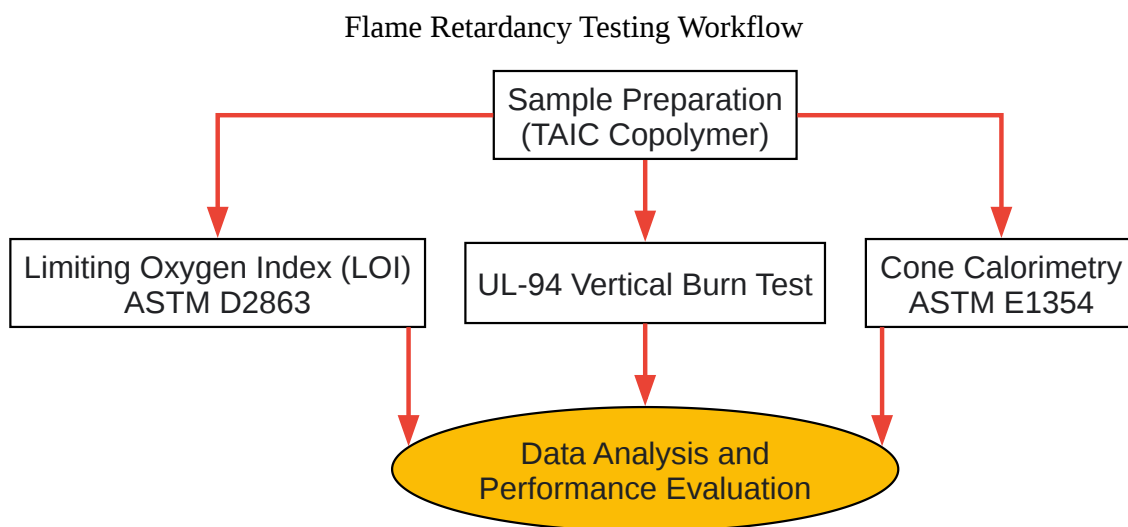 Flame Retardancy Testing Workflow
Sample Preparation
(TAIC Copolymer)
Limiting Oxygen Index (LOI)
ASTM D2863
UL-94 Vertical Burn Test
Cone Calorimetry
ASTM E1354
Data Analysis and
Performance Evaluation